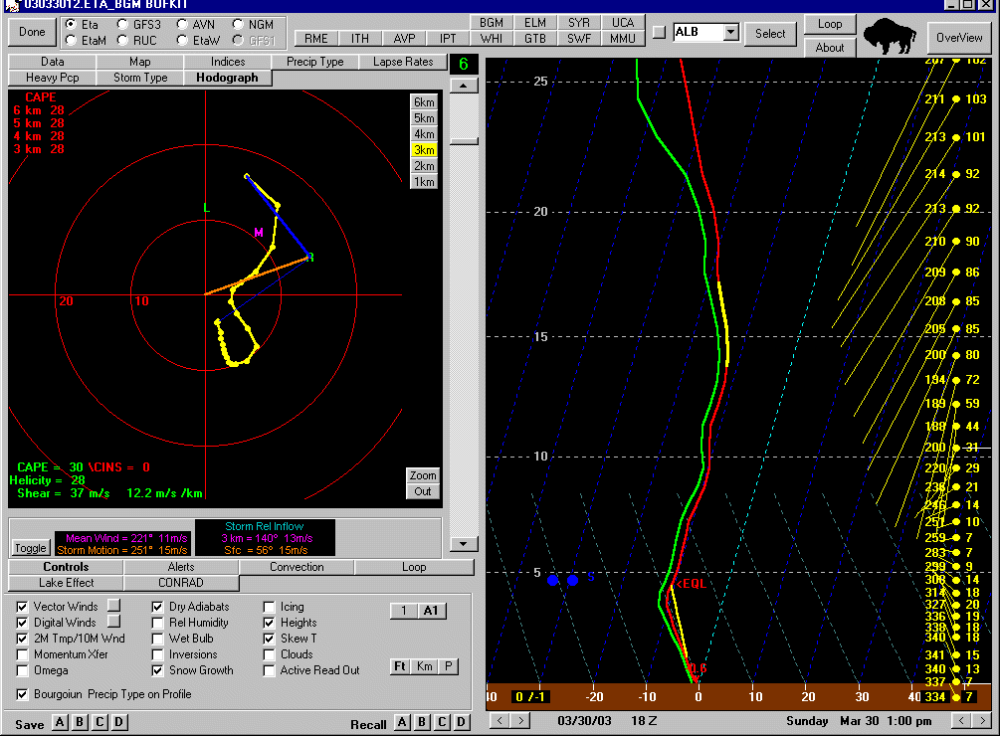 03033012.ETA_BGM BUFKIT
Done
Eta GFS3 AVN NGM
EtaM RUC EtaW GFS1
BGM ELM SYR UCA
RME ITH AVP IPT WHI GTB SWF MMU
ALB
Select
Loop
About
OverView
Data Map Indices Precip Type Lapse Rates
Heavy Pcp Storm Type Hodograph
6
CAPE
6 km 28
5 km 28
4 km 28
3 km 28
6km
5km
4km
3km
2km
1km
L
M
R
20 10
CAPE = 30 \CINS = 0
Helicity = 28
Shear = 37 m/s 12.2 m/s /km
Zoom
Out
Toggle
Mean Wind = 221° 11m/s
Storm Motion = 251° 15m/s
Storm Rel Inflow
3 km = 140° 13m/s
Sfc = 56° 15m/s
Controls Alerts Convection Loop
Lake Effect CONRAD
Vector Winds Dry Adiabats Icing
Digital Winds Rel Humidity Heights
2M Tmp/10M Wnd Wet Bulb Skew T
Momentum Xfer Inversions Clouds
Omega Snow Growth Active Read Out
Bourgoiun Precip Type on Profile
1 A1
Ft Km P
Save A B C D
Recall A B C D
25
20
15
10
5
S
<EQL
207 102
211 103
213 101
214 92
213 92
210 90
209 86
208 85
205 85
200 80
194 72
189 59
188 44
200 31
220 29
238 21
246 14
251 10
259 7
283 7
299 9
308 14
314 18
327 20
336 19
338 18
340 18
341 15
340 13
337 7
334 7
40 0 /-1 -20 -10 0 10 20 30 40
< > 03/30/03 18 Z Sunday Mar 30 1:00 pm < >